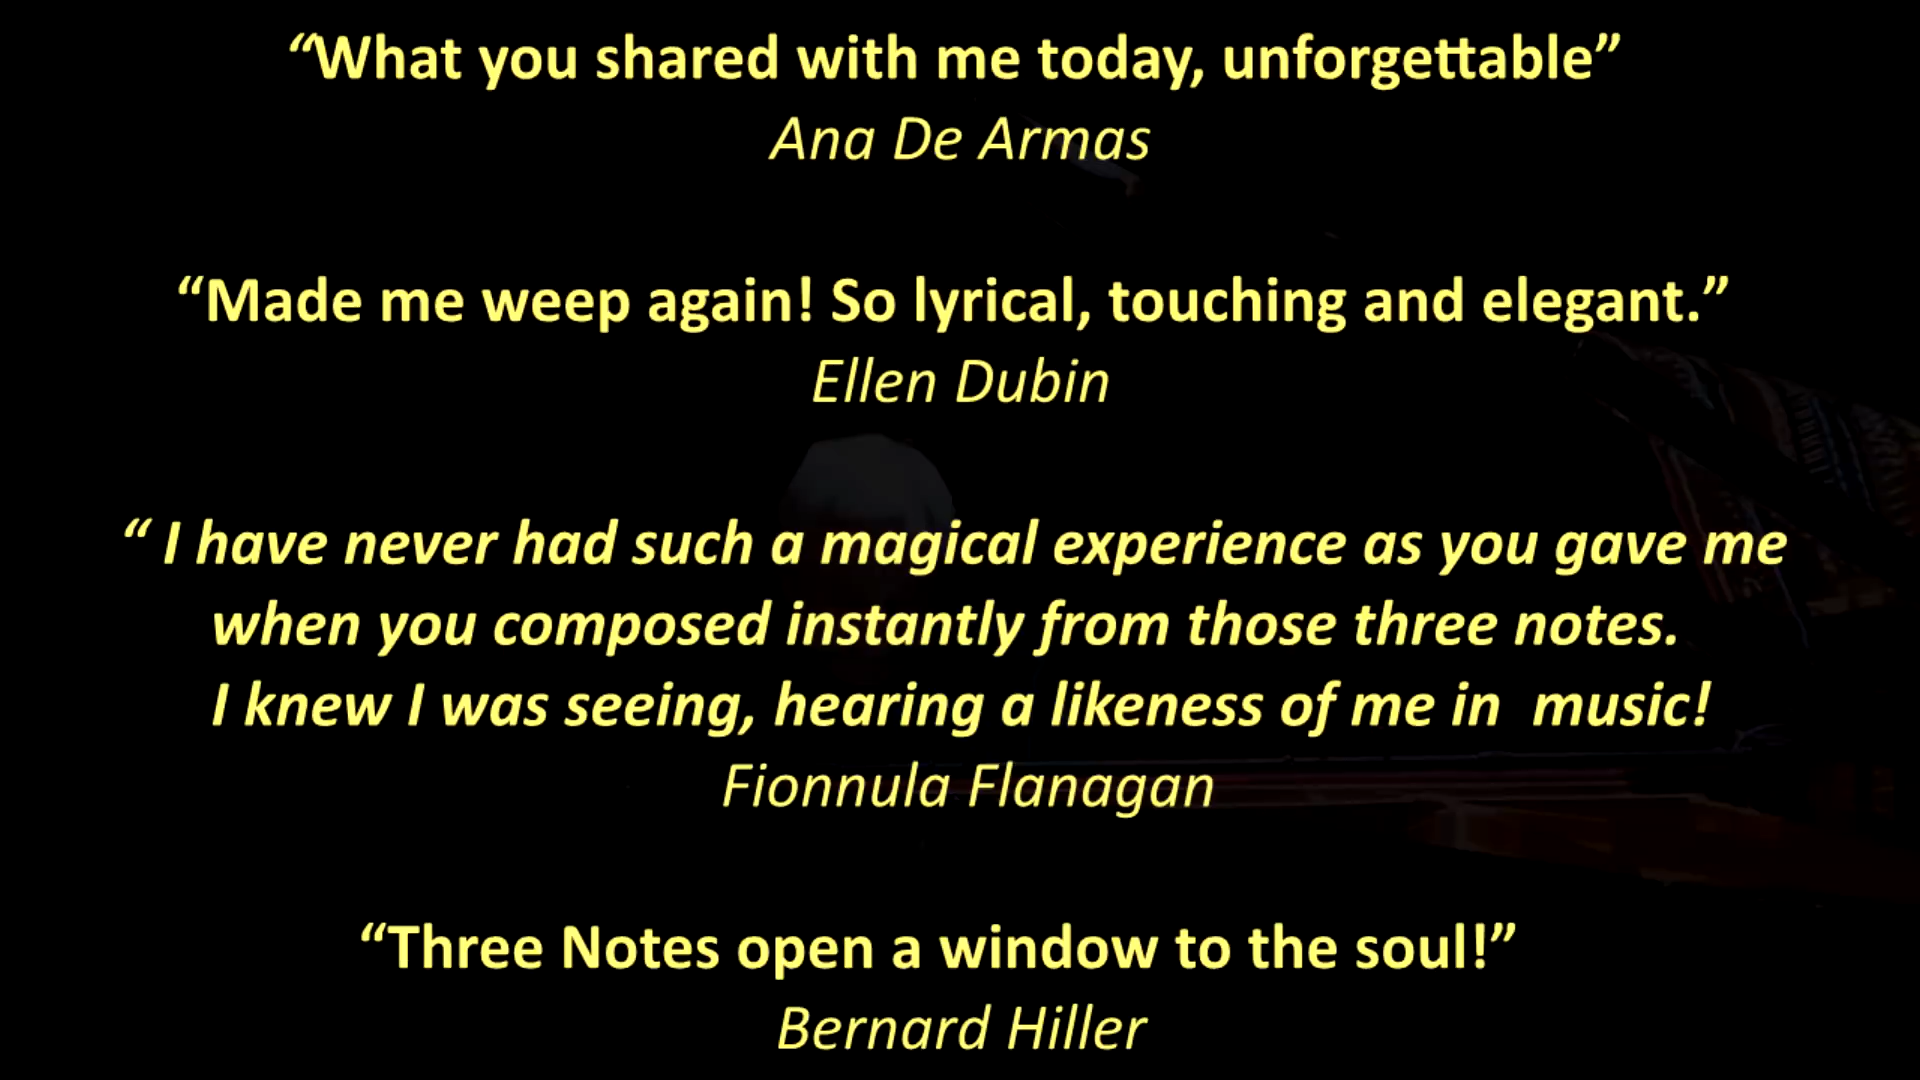 “What you shared with me today, unforgettable”
Ana De Armas
“Made me weep again! So lyrical, touching and elegant.”
Ellen Dubin
“ I have never had such a magical experience as you gave me
when you composed instantly from those three notes.
I knew I was seeing, hearing a likeness of me in  music!
Fionnula Flanagan
“Three Notes open a window to the soul!”
Bernard Hiller